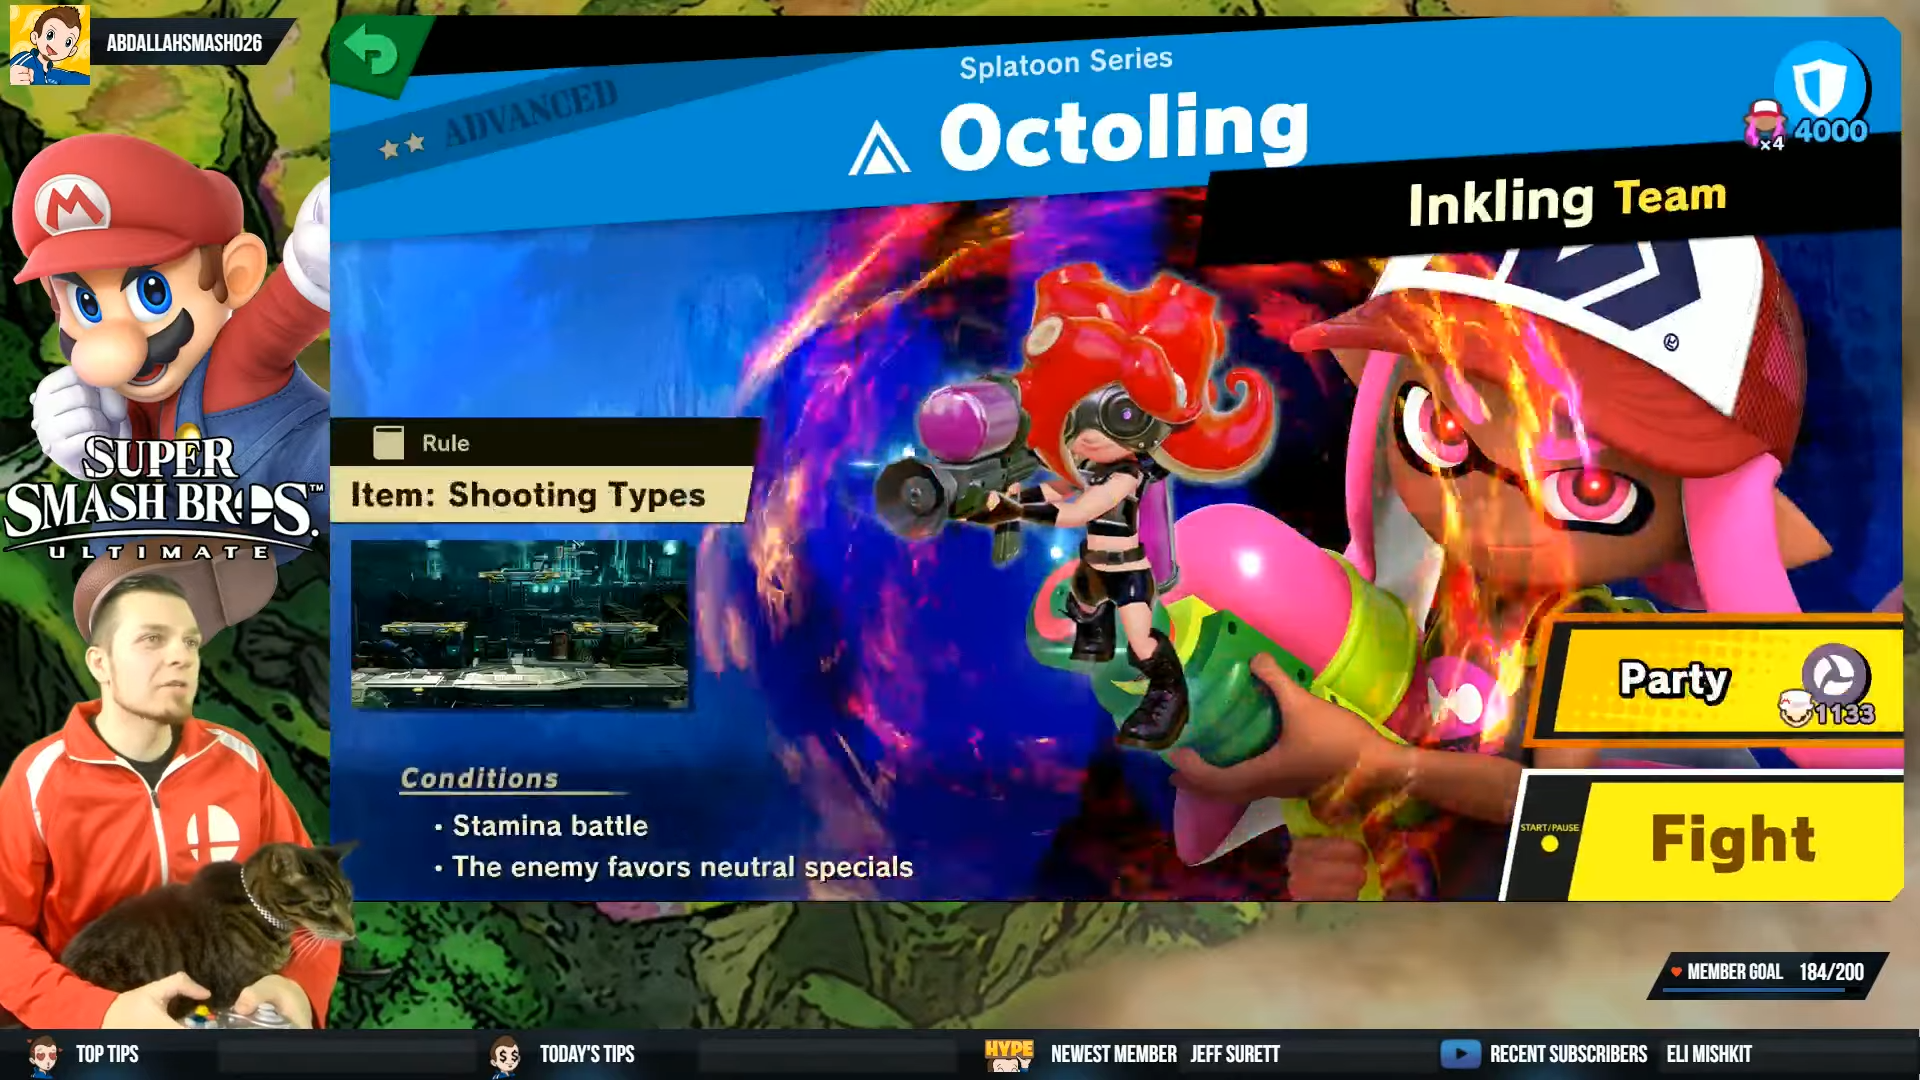 ABDALLAHSMASH026
ADVANCED
Splatoon Series
Octoling
4000
x4
Inkling Team
M
SUPER
SMASH BROS.™
ULTIMATE
Rule
Item: Shooting Types
Conditions
• Stamina battle
• The enemy favors neutral specials
Party
1133
START/PAUSE
Fight
MEMBER GOAL 184/200
TOP TIPS
TODAY'S TIPS
HYPE
NEWEST MEMBER JEFF SURETT
RECENT SUBSCRIBERS ELI MISHKIT